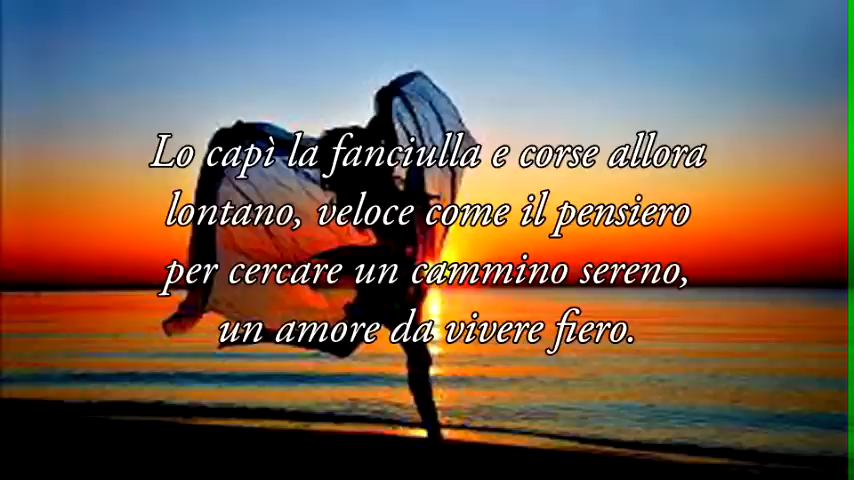 Lo capì la fanciulla e corse allora
lontano, veloce come il pensiero
per cercare un cammino sereno,
un amore da vivere fiero.